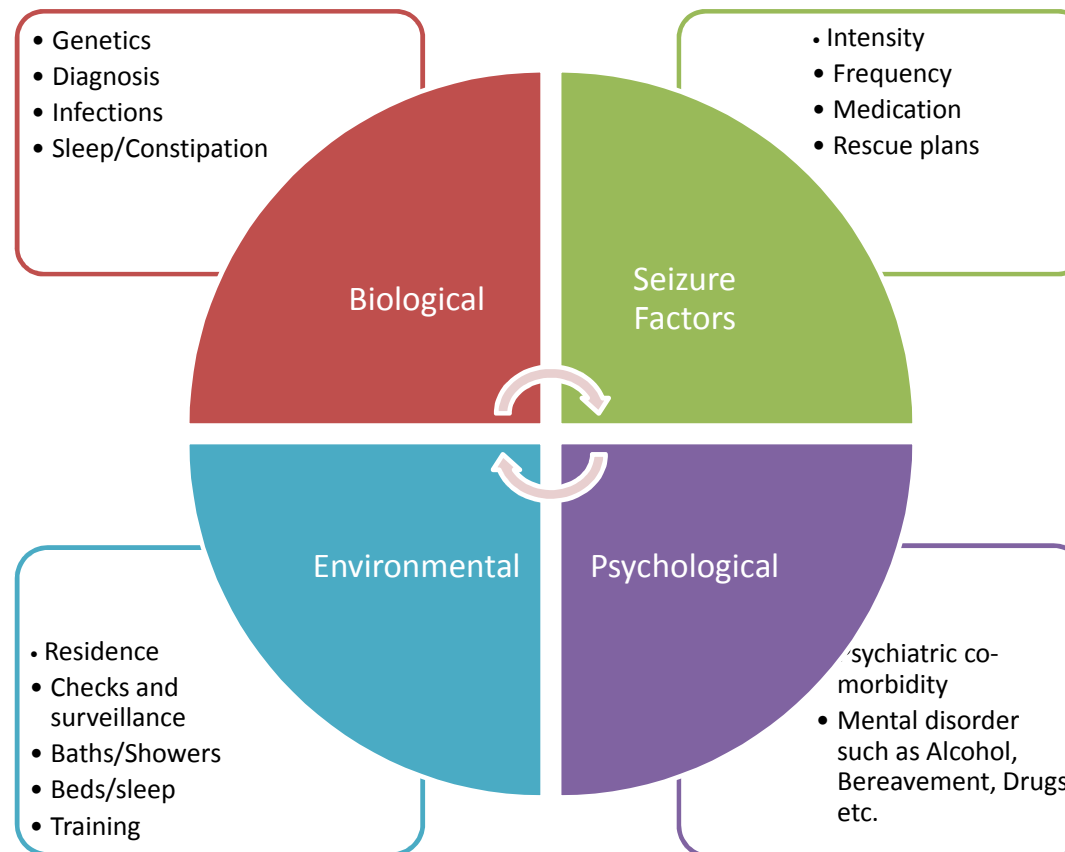 • Genetics
• Diagnosis
• Infections
• Sleep/Constipation
• Intensity
• Frequency
• Medication
• Rescue plans
Biological
Seizure
Factors
Environmental
Psychological
• Residence
• Checks and
surveillance
• Baths/Showers
• Beds/sleep
• Training
sychiatric co-
morbidity
• Mental disorder
such as Alcohol,
Bereavement, Drugs
etc.